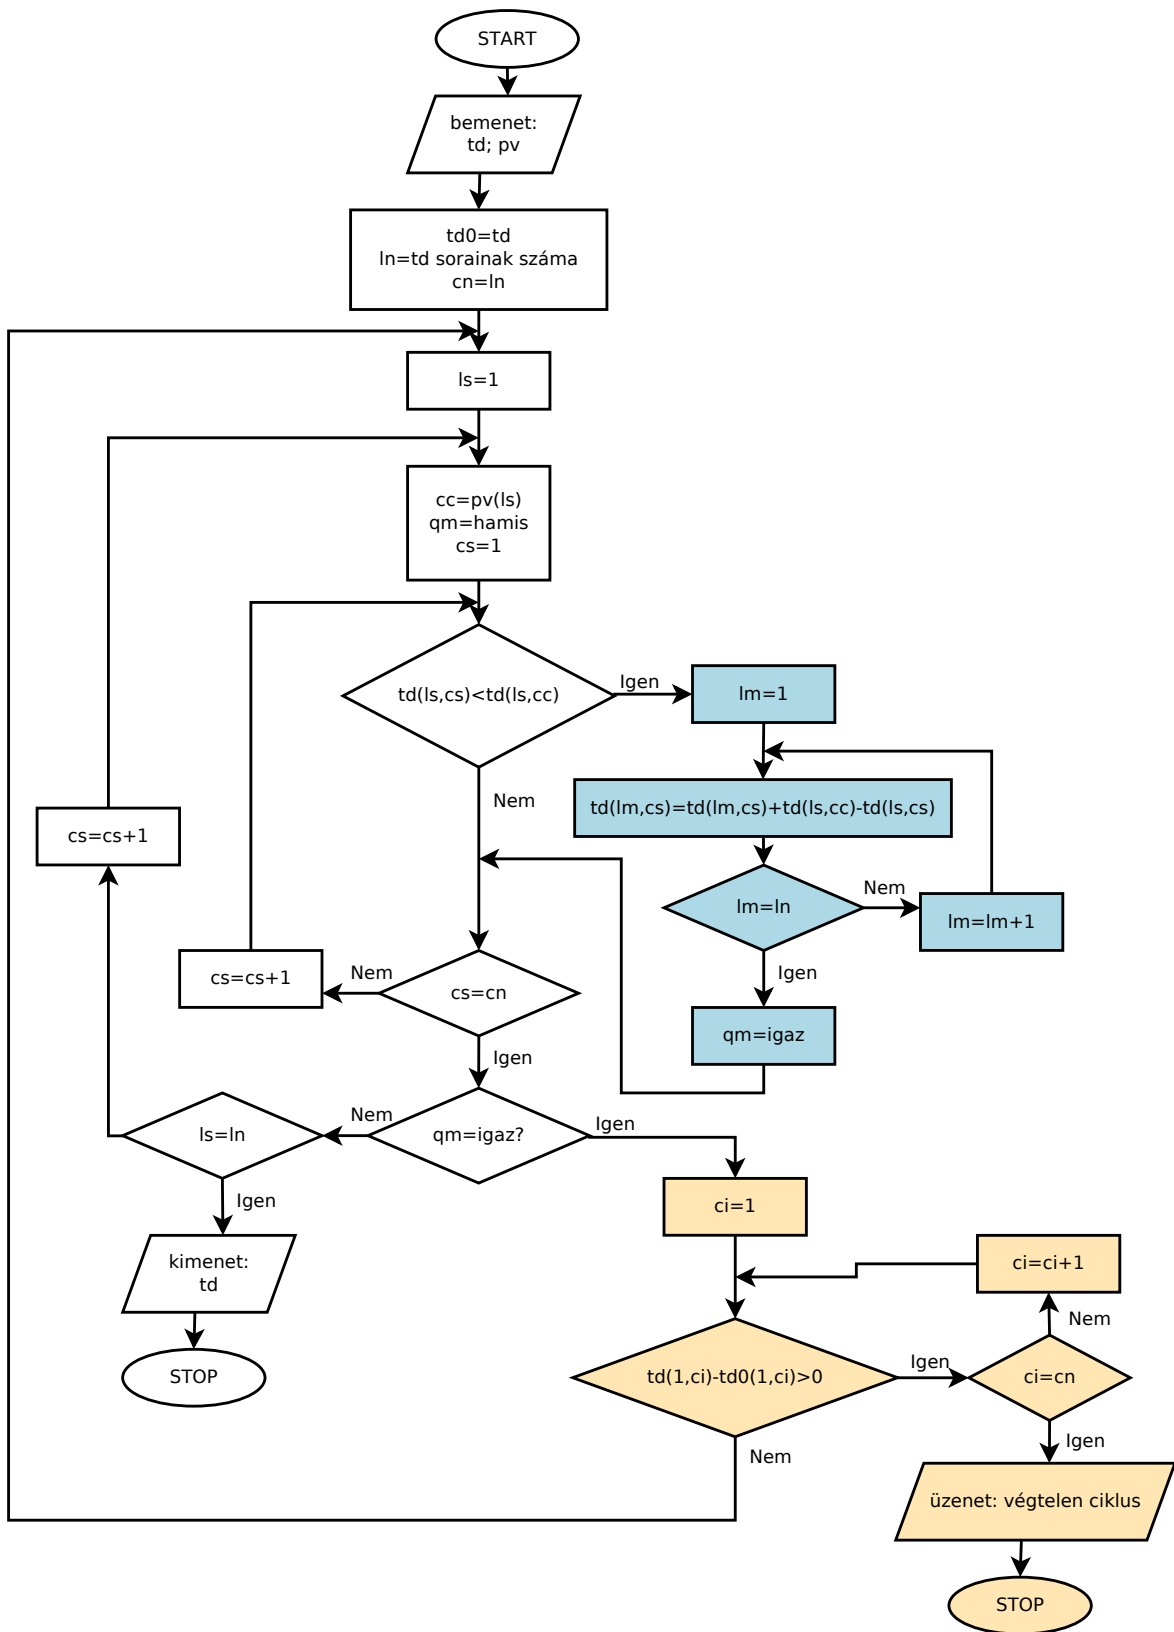 START
bemenet:
td; pv
td0=td
ln=td sorainak száma
cn=ln
ls=1
cc=pv(ls)
qm=hamis
cs=1
td(ls,cs)<td(ls,cc)
Igen
lm=1
Nem
td(lm,cs)=td(lm,cs)+td(ls,cc)-td(ls,cs)
cs=cs+1
lm=ln
Nem
lm=lm+1
Igen
cs=cs+1
Nem
cs=cn
qm=igaz
Igen
ls=ln
Nem
qm=igaz?
Igen
Igen
ci=1
kimenet:
td
ci=ci+1
Nem
STOP
td(1,ci)-td0(1,ci)>0
Igen
ci=cn
Nem
Igen
üzenet: végtelen ciklus
STOP